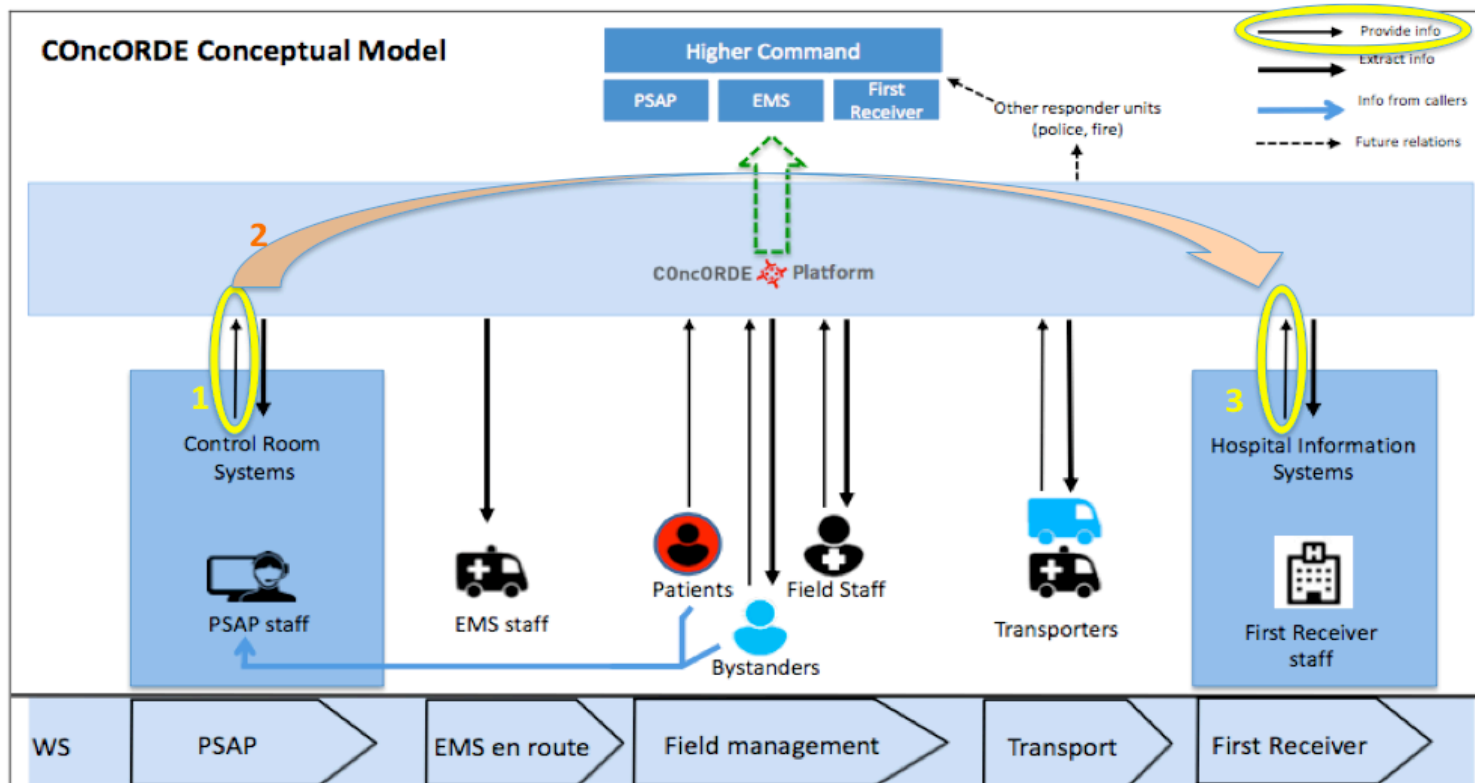 COncORDE Conceptual Model
Higher Command
PSAP
EMS
First
Receiver
Provide info
Extract info
Info from callers
Future relations
Other responder units
(police, fire)
2
COncORDE Platform
1
3
Control Room
Systems
Hospital Information
Systems
PSAP staff
EMS staff
Patients
Field Staff
Bystanders
Transporters
H
First Receiver
staff
WS
PSAP
EMS en route
Field management
Transport
First Receiver